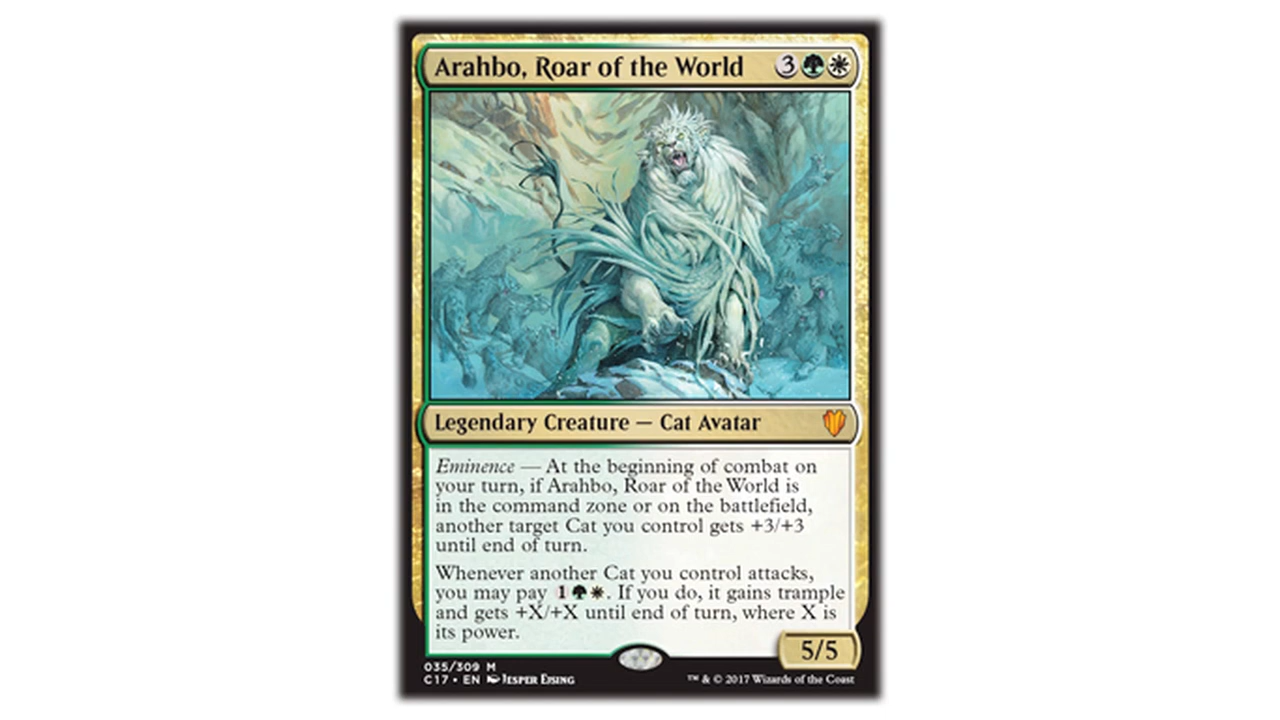 Arahbo, Roar of the World 3
Legendary Creature — Cat Avatar
Eminence — At the beginning of combat on
your turn, if Arahbo, Roar of the World is
in the command zone or on the battlefield,
another target Cat you control gets +3/+3
until end of turn.
Whenever another Cat you control attacks,
you may pay 1. If you do, it gains trample
and gets +X/+X until end of turn, where X is
its power.
5/5
035/309 M
C17 • EN Jesper Ejsing
™ & © 2017 Wizards of the Coast